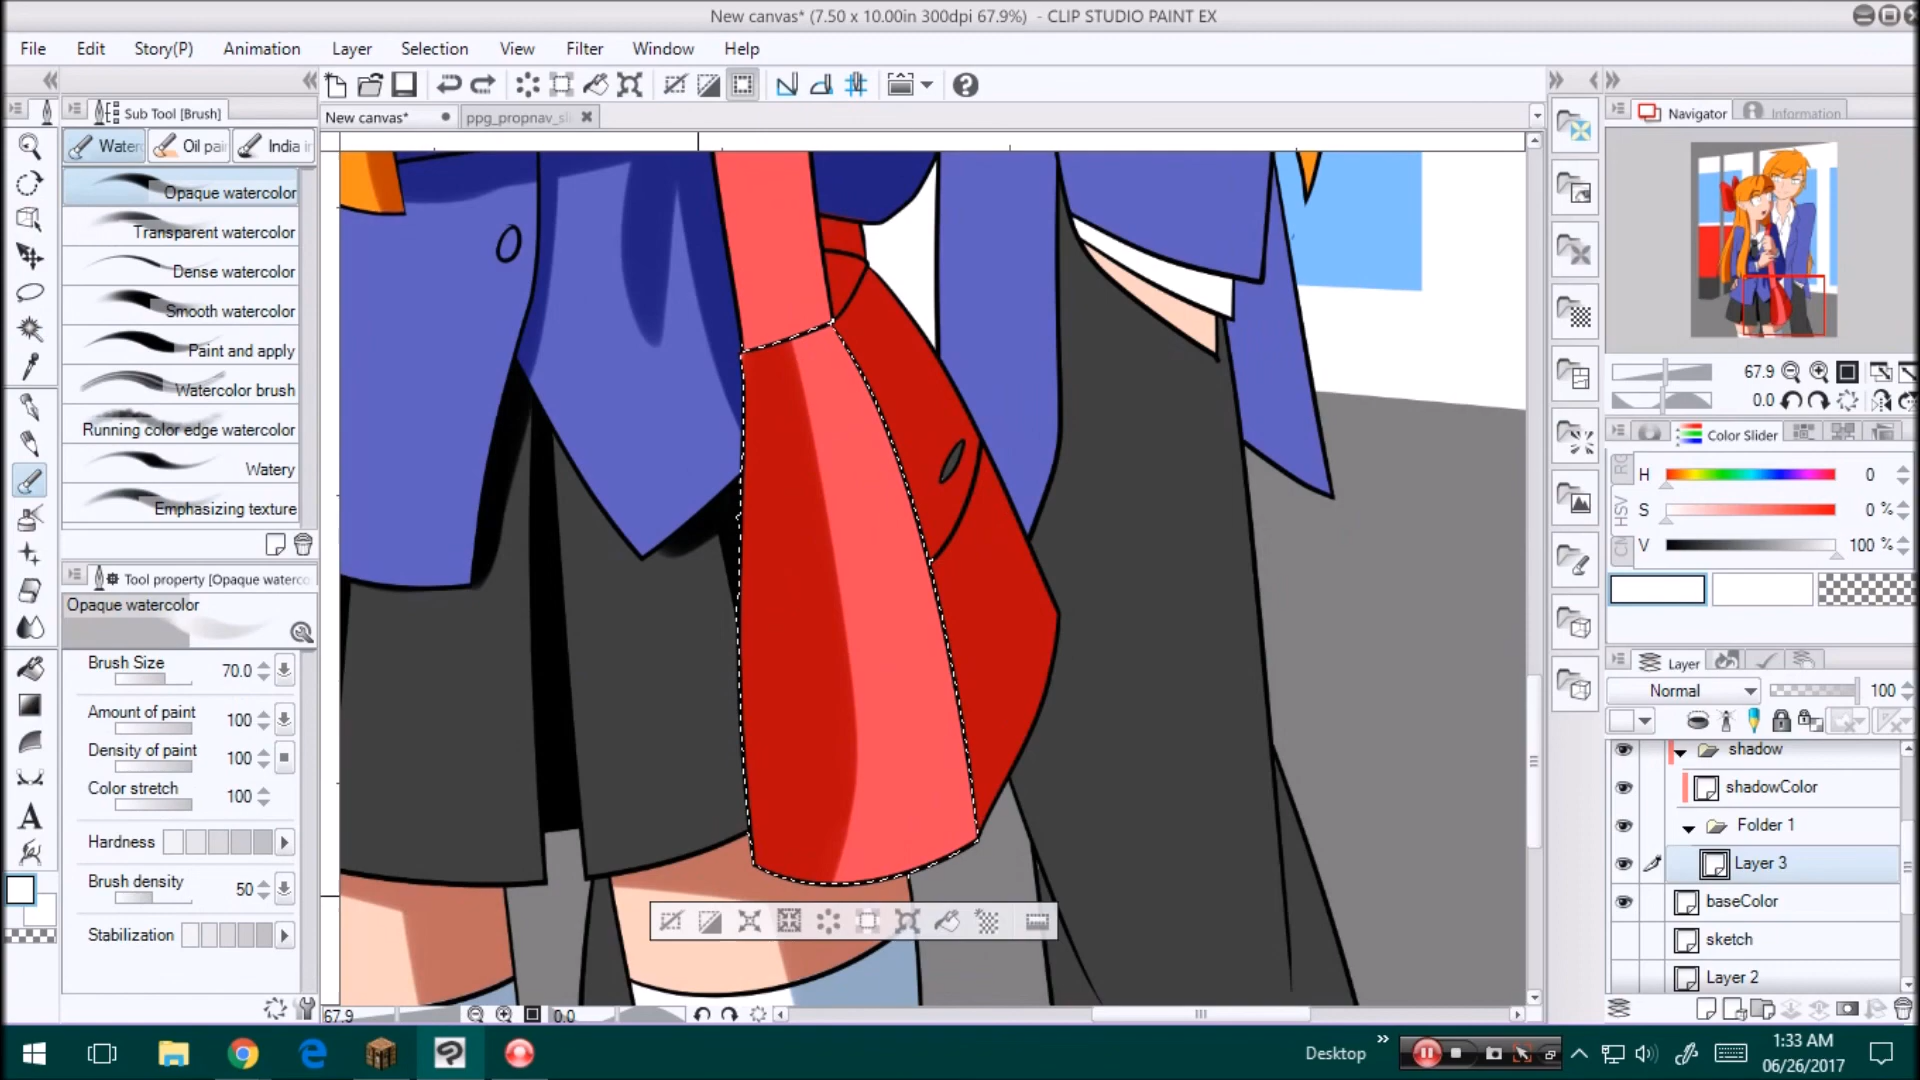 New canvas* (7.50 x 10.00in 300dpi 67.9%)  - CLIP STUDIO PAINT EX
File Edit Story(P) Animation Layer Selection View Filter Window Help
Sub Tool [Brush]
New canvas*
ppg_propnav_sl
Navigator
Information
Water
Oil pai
India in
Opaque watercolor
Transparent watercolor
Dense watercolor
Smooth watercolor
Paint and apply
Watercolor brush
Running color edge watercolor
Watery
Emphasizing texture
Tool property [Opaque waterco
Opaque watercolor
Brush Size 70.0
Amount of paint 100
Density of paint 100
Color stretch 100
Hardness
Brush density 50
Stabilization
A
67.9
0.0
67.9
0.0
Color Slider
HSV
H 0
S 0 %
V 100 %
Layer
Normal 100
shadow
shadowColor
Folder 1
Layer 3
baseColor
sketch
Layer 2
Desktop
1:33 AM
06/26/2017